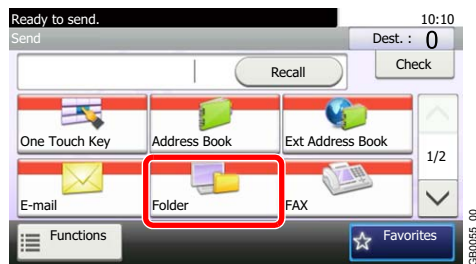 Ready to send. 10:10
Send Dest. : 0
Recall Check
One Touch Key Address Book Ext Address Book
1/2
E-mail Folder FAX
Functions Favorites
GB0055_00